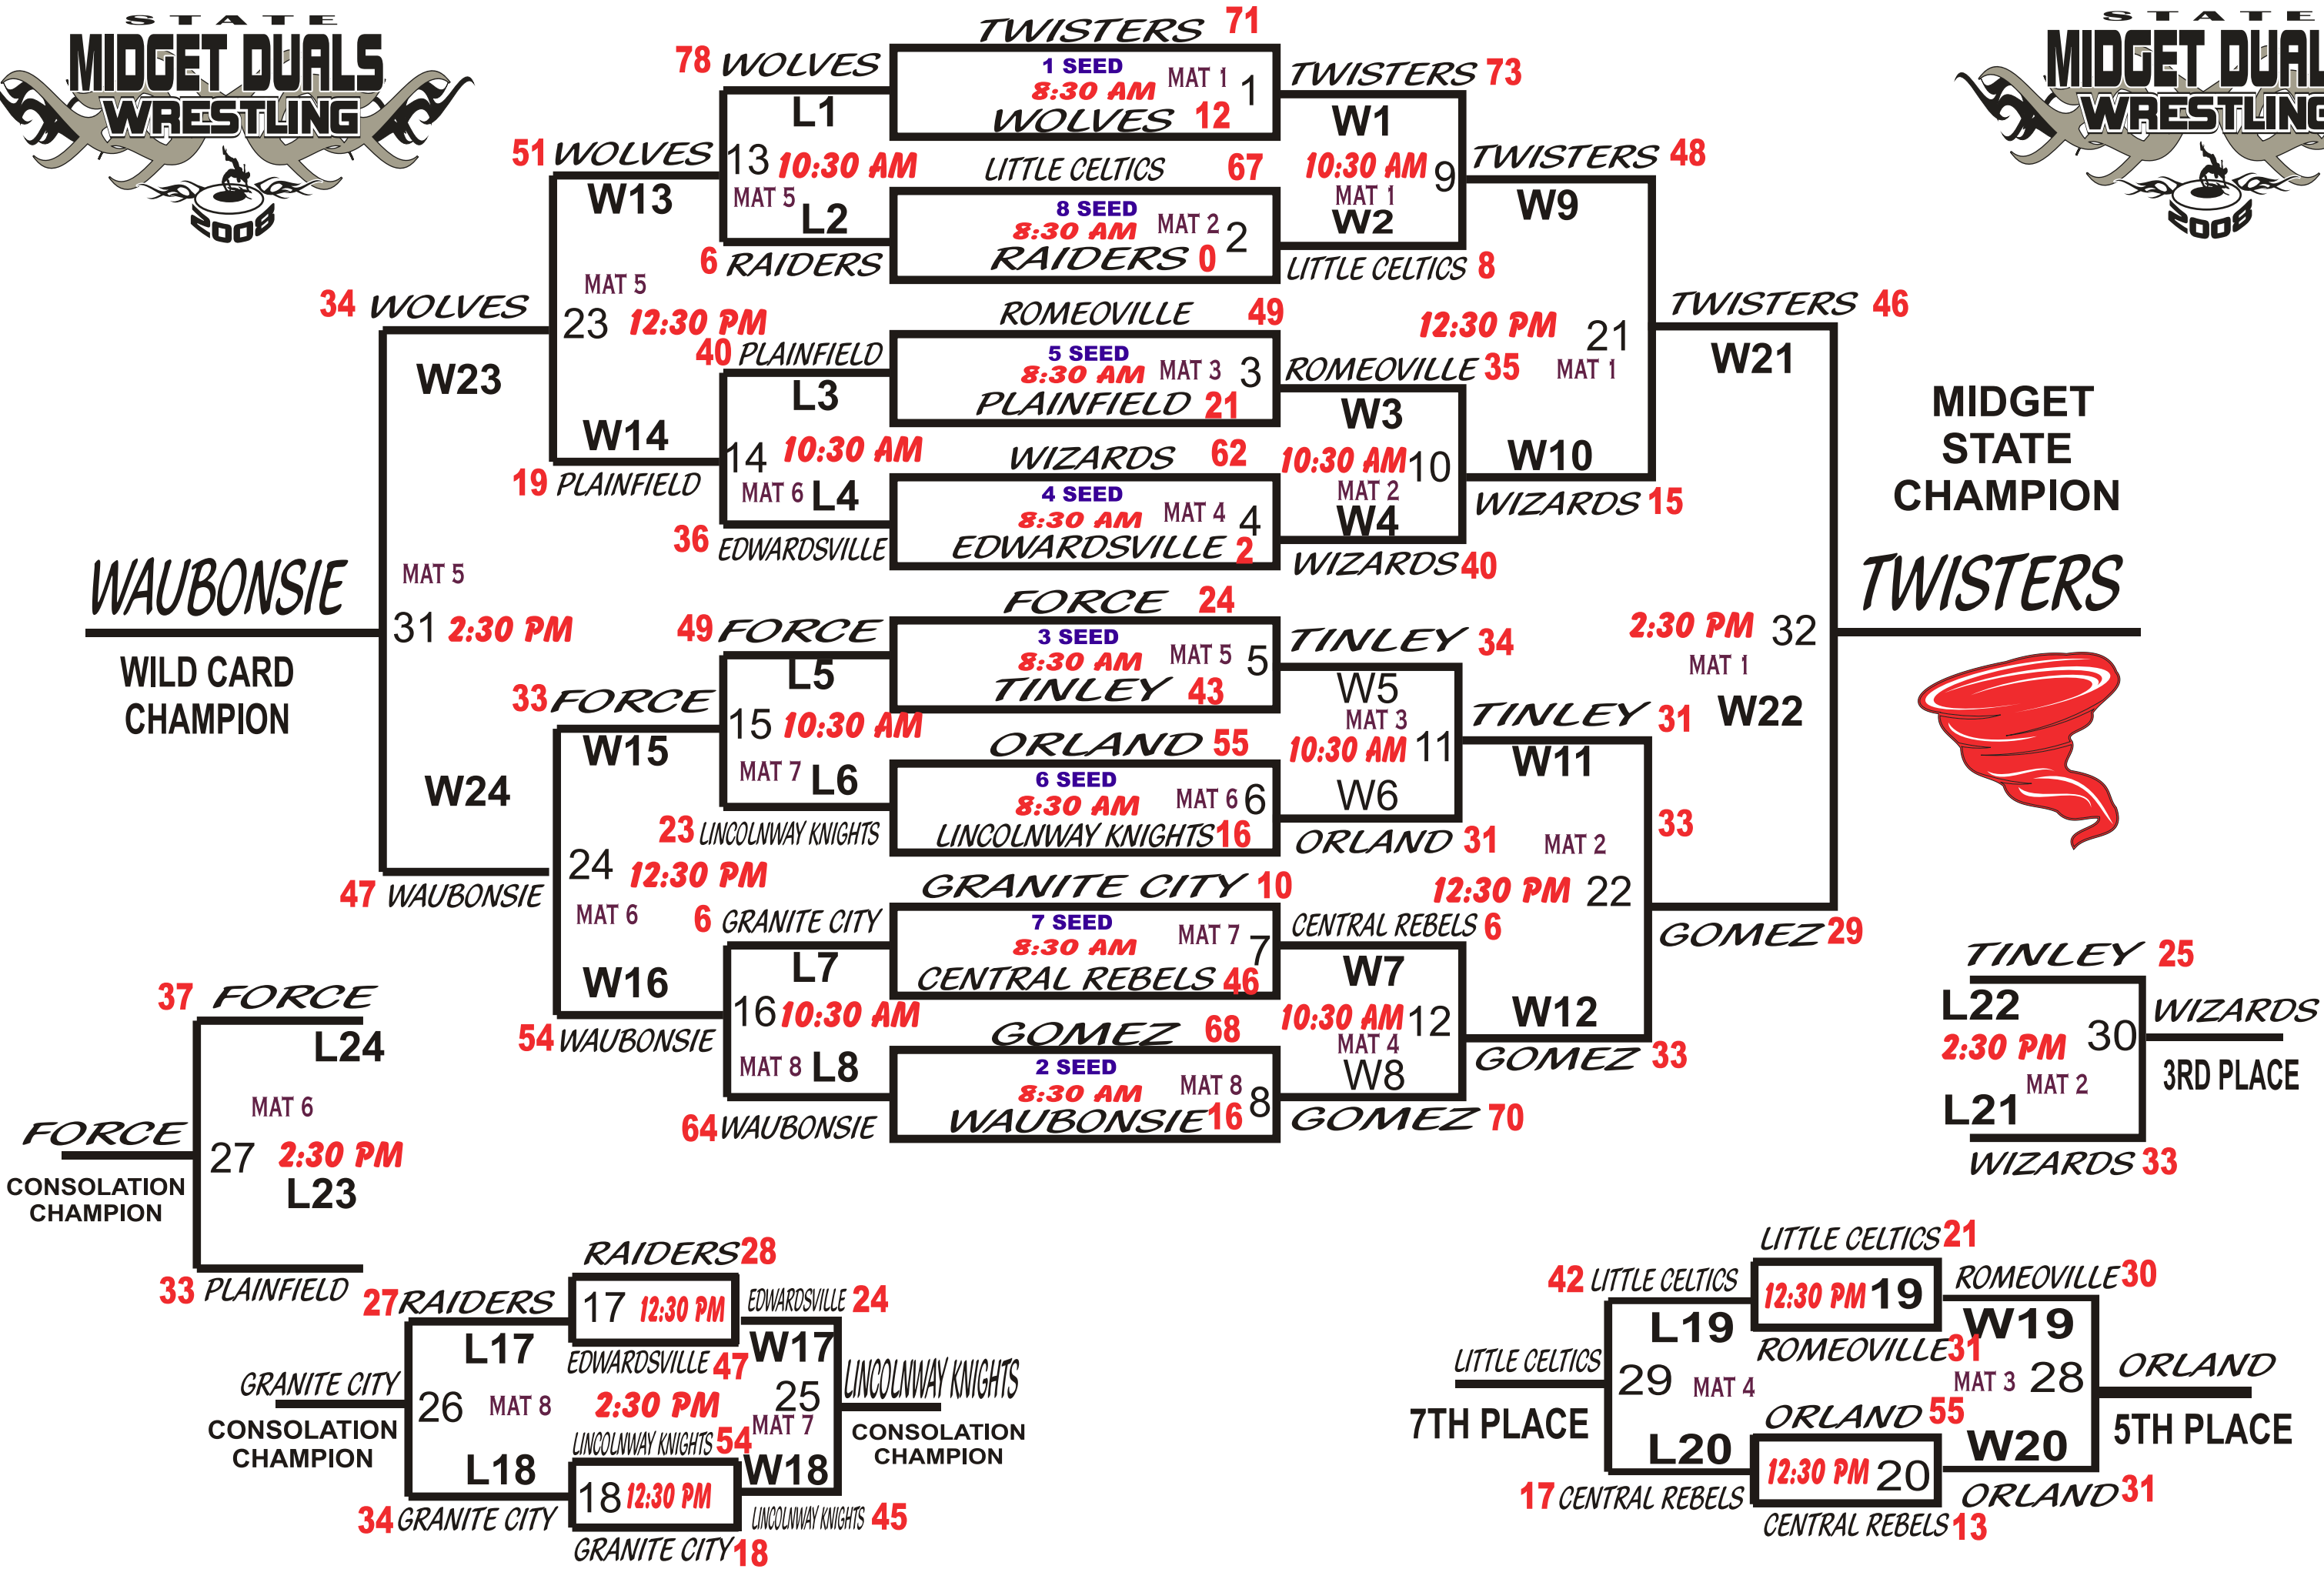 STATE
MIDGET DUALS
WRESTLING
2008
STATE
MIDGET DUAL
WRESTLING
2008
TWISTERS 71
1 SEED
8:30 AM MAT 1 1
WOLVES 12
LITTLE CELTICS 67
8 SEED
8:30 AM MAT 2 2
RAIDERS 0
ROMEOVILLE 49
5 SEED
8:30 AM MAT 3 3
PLAINFIELD 21
WIZARDS 62
4 SEED
8:30 AM MAT 4 4
EDWARDSVILLE 2
FORCE 24
3 SEED
8:30 AM MAT 5 5
TINLEY 43
ORLAND 55
6 SEED
8:30 AM MAT 6 6
LINCOLNWAY KNIGHTS 16
GRANITE CITY 10
7 SEED
8:30 AM MAT 7 7
CENTRAL REBELS 46
GOMEZ 68
2 SEED
8:30 AM MAT 8 8
WAUBONSIE 16
TWISTERS 73
W1
10:30 AM 9
MAT 1
W2
LITTLE CELTICS 8
ROMEOVILLE 35
W3
10:30 AM 10
MAT 2
W4
WIZARDS 40
TINLEY 34
W5
MAT 3
10:30 AM 11
W6
ORLAND 31
CENTRAL REBELS 6
W7
10:30 AM 12
MAT 4
W8
GOMEZ 70
TWISTERS 48
W9
12:30 PM 21
MAT 1
W10
WIZARDS 15
TINLEY 31
W11
33
MAT 2
12:30 PM 22
W12
GOMEZ 33
TWISTERS 46
W21
2:30 PM 32
MAT 1
W22
GOMEZ 29
MIDGET
STATE
CHAMPION
TWISTERS
78 WOLVES
L1
13 10:30 AM
MAT 5
L2
6 RAIDERS
40 PLAINFIELD
L3
14 10:30 AM
MAT 6 L4
36 EDWARDSVILLE
49 FORCE
L5
15 10:30 AM
MAT 7
L6
23 LINCOLNWAY KNIGHTS
6 GRANITE CITY
L7
16 10:30 AM
MAT 8 L8
64 WAUBONSIE
51 WOLVES
W13
MAT 5
23 12:30 PM
W14
19 PLAINFIELD
33 FORCE
W15
24 12:30 PM
MAT 6
W16
54 WAUBONSIE
34 WOLVES
W23
MAT 5
31 2:30 PM
W24
47 WAUBONSIE
WAUBONSIE
WILD CARD
CHAMPION
37 FORCE
L24
MAT 6
27 2:30 PM
L23
33 PLAINFIELD
FORCE
CONSOLATION
CHAMPION
RAIDERS 28
17 12:30 PM
EDWARDSVILLE 47
2:30 PM
LINCOLNWAY KNIGHTS 54
18 12:30 PM
GRANITE CITY 18
27 RAIDERS
L17
26 MAT 8
L18
34 GRANITE CITY
GRANITE CITY
CONSOLATION
CHAMPION
EDWARDSVILLE 24
W17
25
MAT 7
W18
LINCOLNWAY KNIGHTS 45
LINCOLNWAY KNIGHTS
CONSOLATION
CHAMPION
TINLEY 25
L22
2:30 PM 30
MAT 2
L21
WIZARDS 33
WIZARDS
3RD PLACE
LITTLE CELTICS 21
12:30 PM 19
ROMEOVILLE 31
ORLAND 55
12:30 PM 20
CENTRAL REBELS 13
42 LITTLE CELTICS
L19
29 MAT 4
L20
17 CENTRAL REBELS
LITTLE CELTICS
7TH PLACE
ROMEOVILLE 30
W19
MAT 3 28
W20
ORLAND 31
ORLAND
5TH PLACE